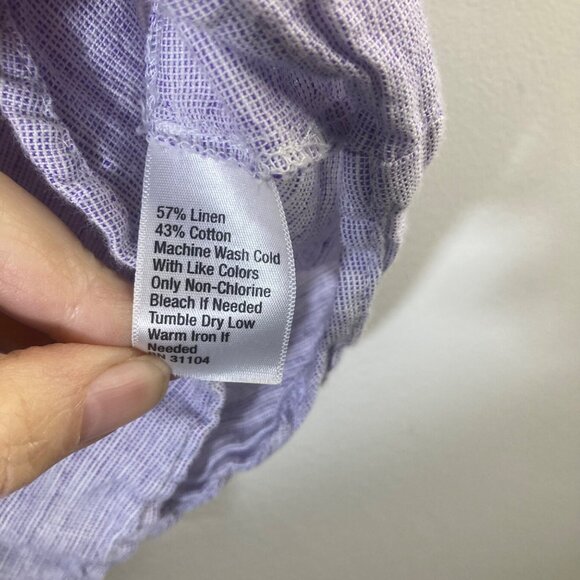 57% Linen
43% Cotton
Machine Wash Cold
With Like Colors
Only Non-Chlorine
Bleach If Needed
Tumble Dry Low
Warm Iron If
Needed
RN 31104